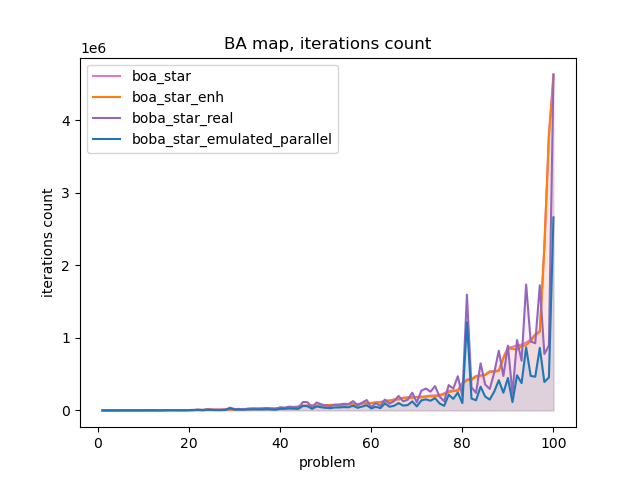 BA map, iterations count
1e6
boa_star
boa_star_enh
boba_star_real
boba_star_emulated_parallel
4
3
2
1
0
iterations count
0 20 40 60 80 100
problem